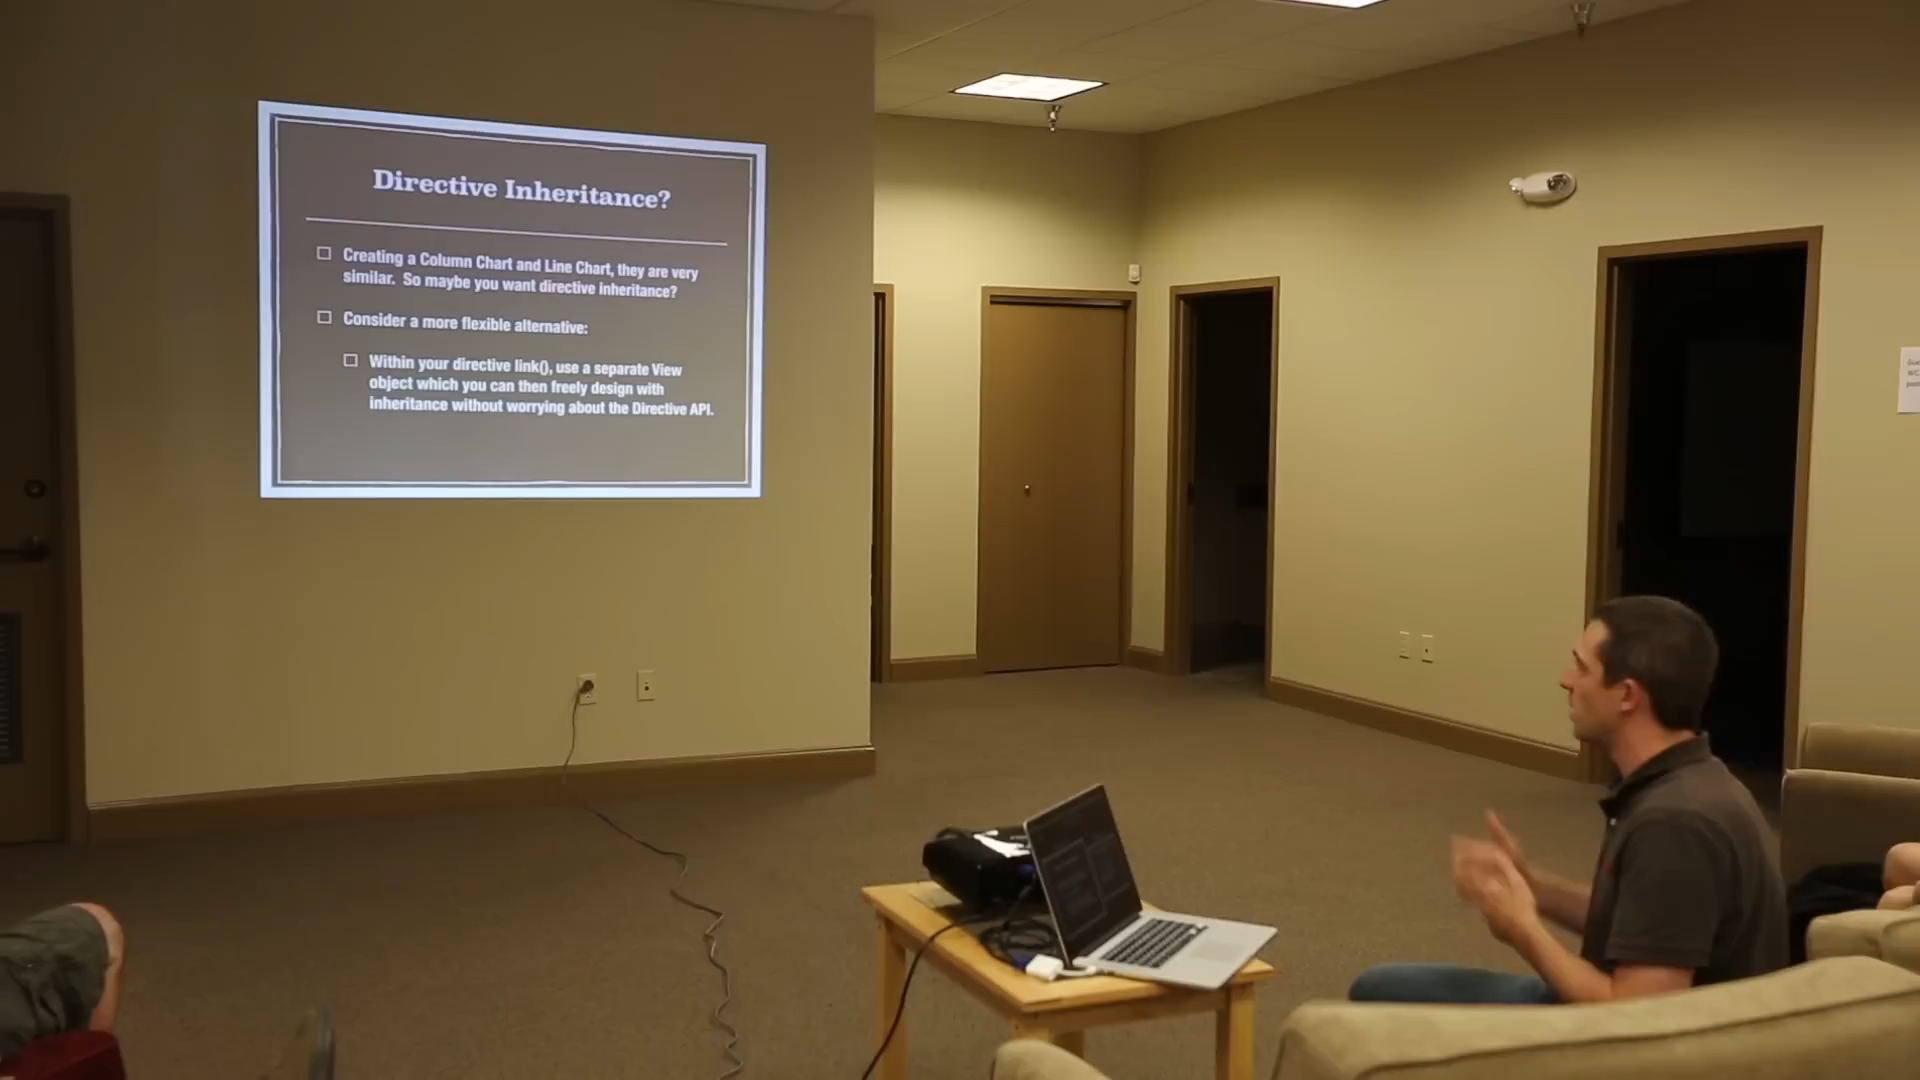 Directive Inheritance?
Creating a Column Chart and Line Chart, they are very
similar. So maybe you want directive inheritance?
Consider a more flexible alternative:
Within your directive link(), use a separate View
object which you can then freely design with
inheritance without worrying about the Directive API.